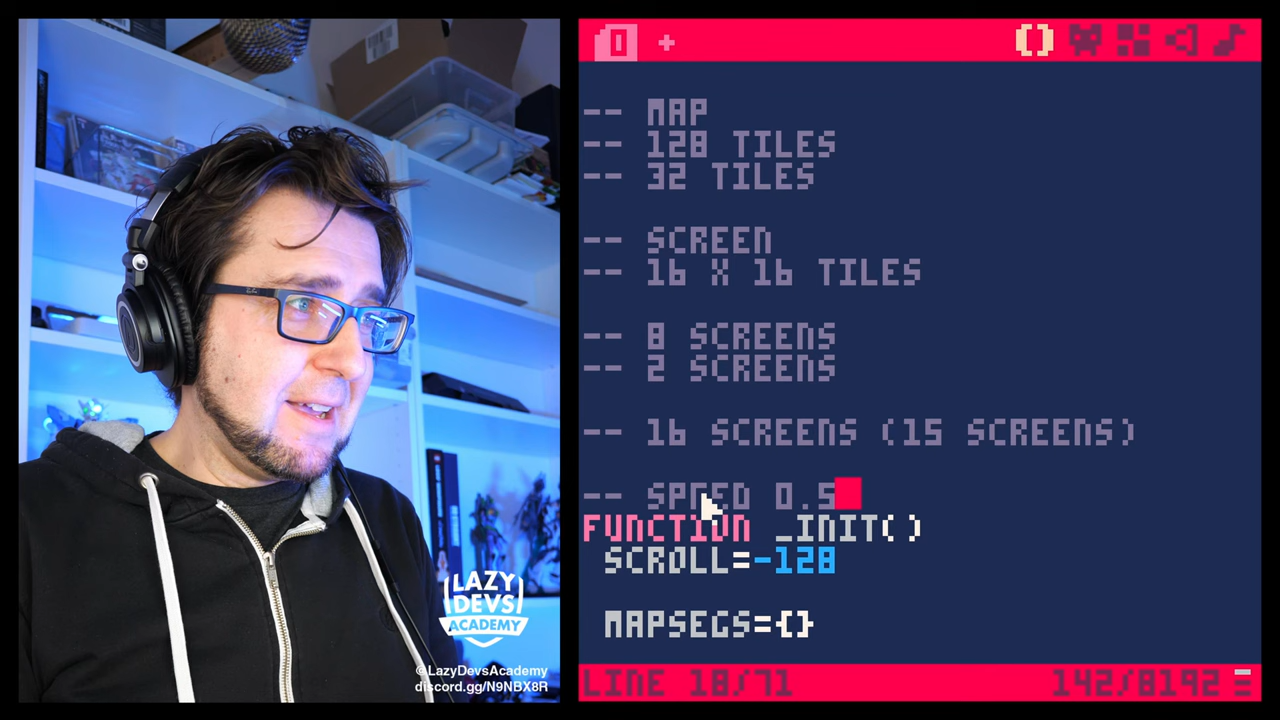 0 +
-- MAP
-- 128 TILES
-- 32 TILES
-- SCREEN
-- 16 X 16 TILES
-- 8 SCREENS
-- 2 SCREENS
-- 16 SCREENS (15 SCREENS)
-- SPEED 0.5
FUNCTION _INIT()
SCROLL=-128
MAPSEGS={}
LINE 18/71
142/8192
LAZY
DEVS
ACADEMY
©LazyDevsAcademy
discord.gg/N9NBX8R